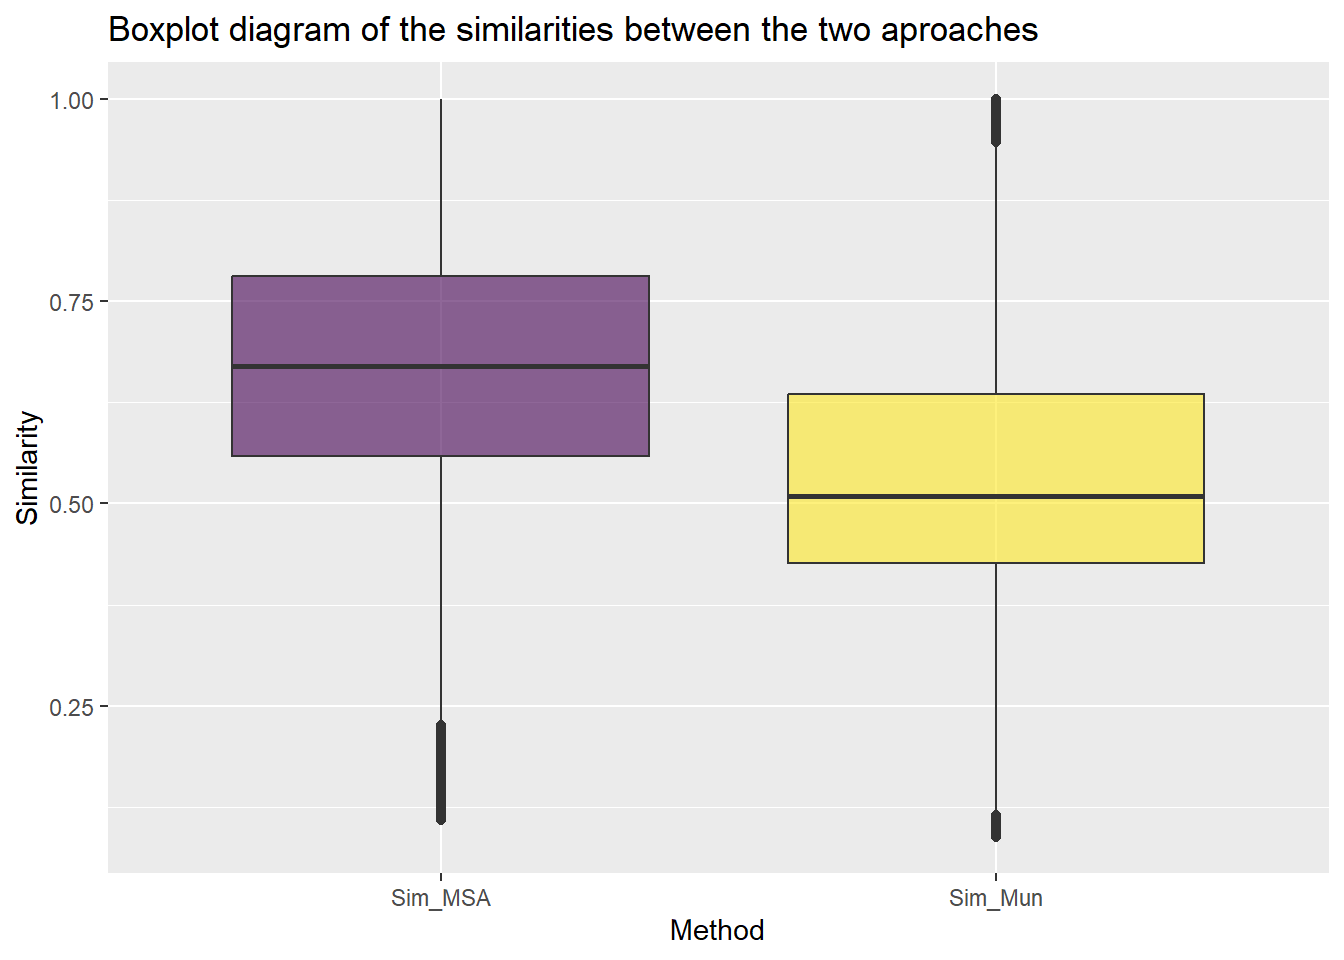 Boxplot diagram of the similarities between the two aproaches
1.00
0.75
0.50
0.25
Similarity
Sim_MSA
Sim_Mun
Method